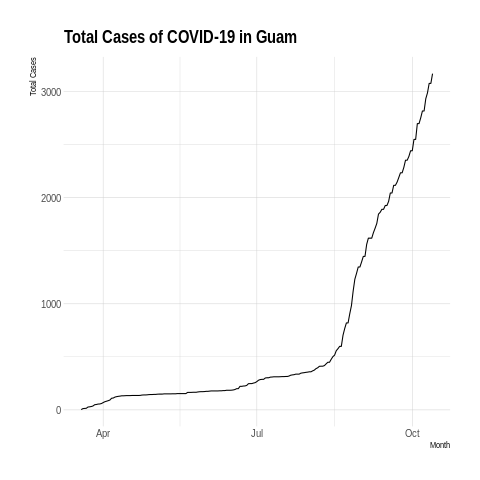 Total Cases of COVID-19 in Guam
Total Cases
3000
2000
1000
0
Apr
Jul
Oct
Month